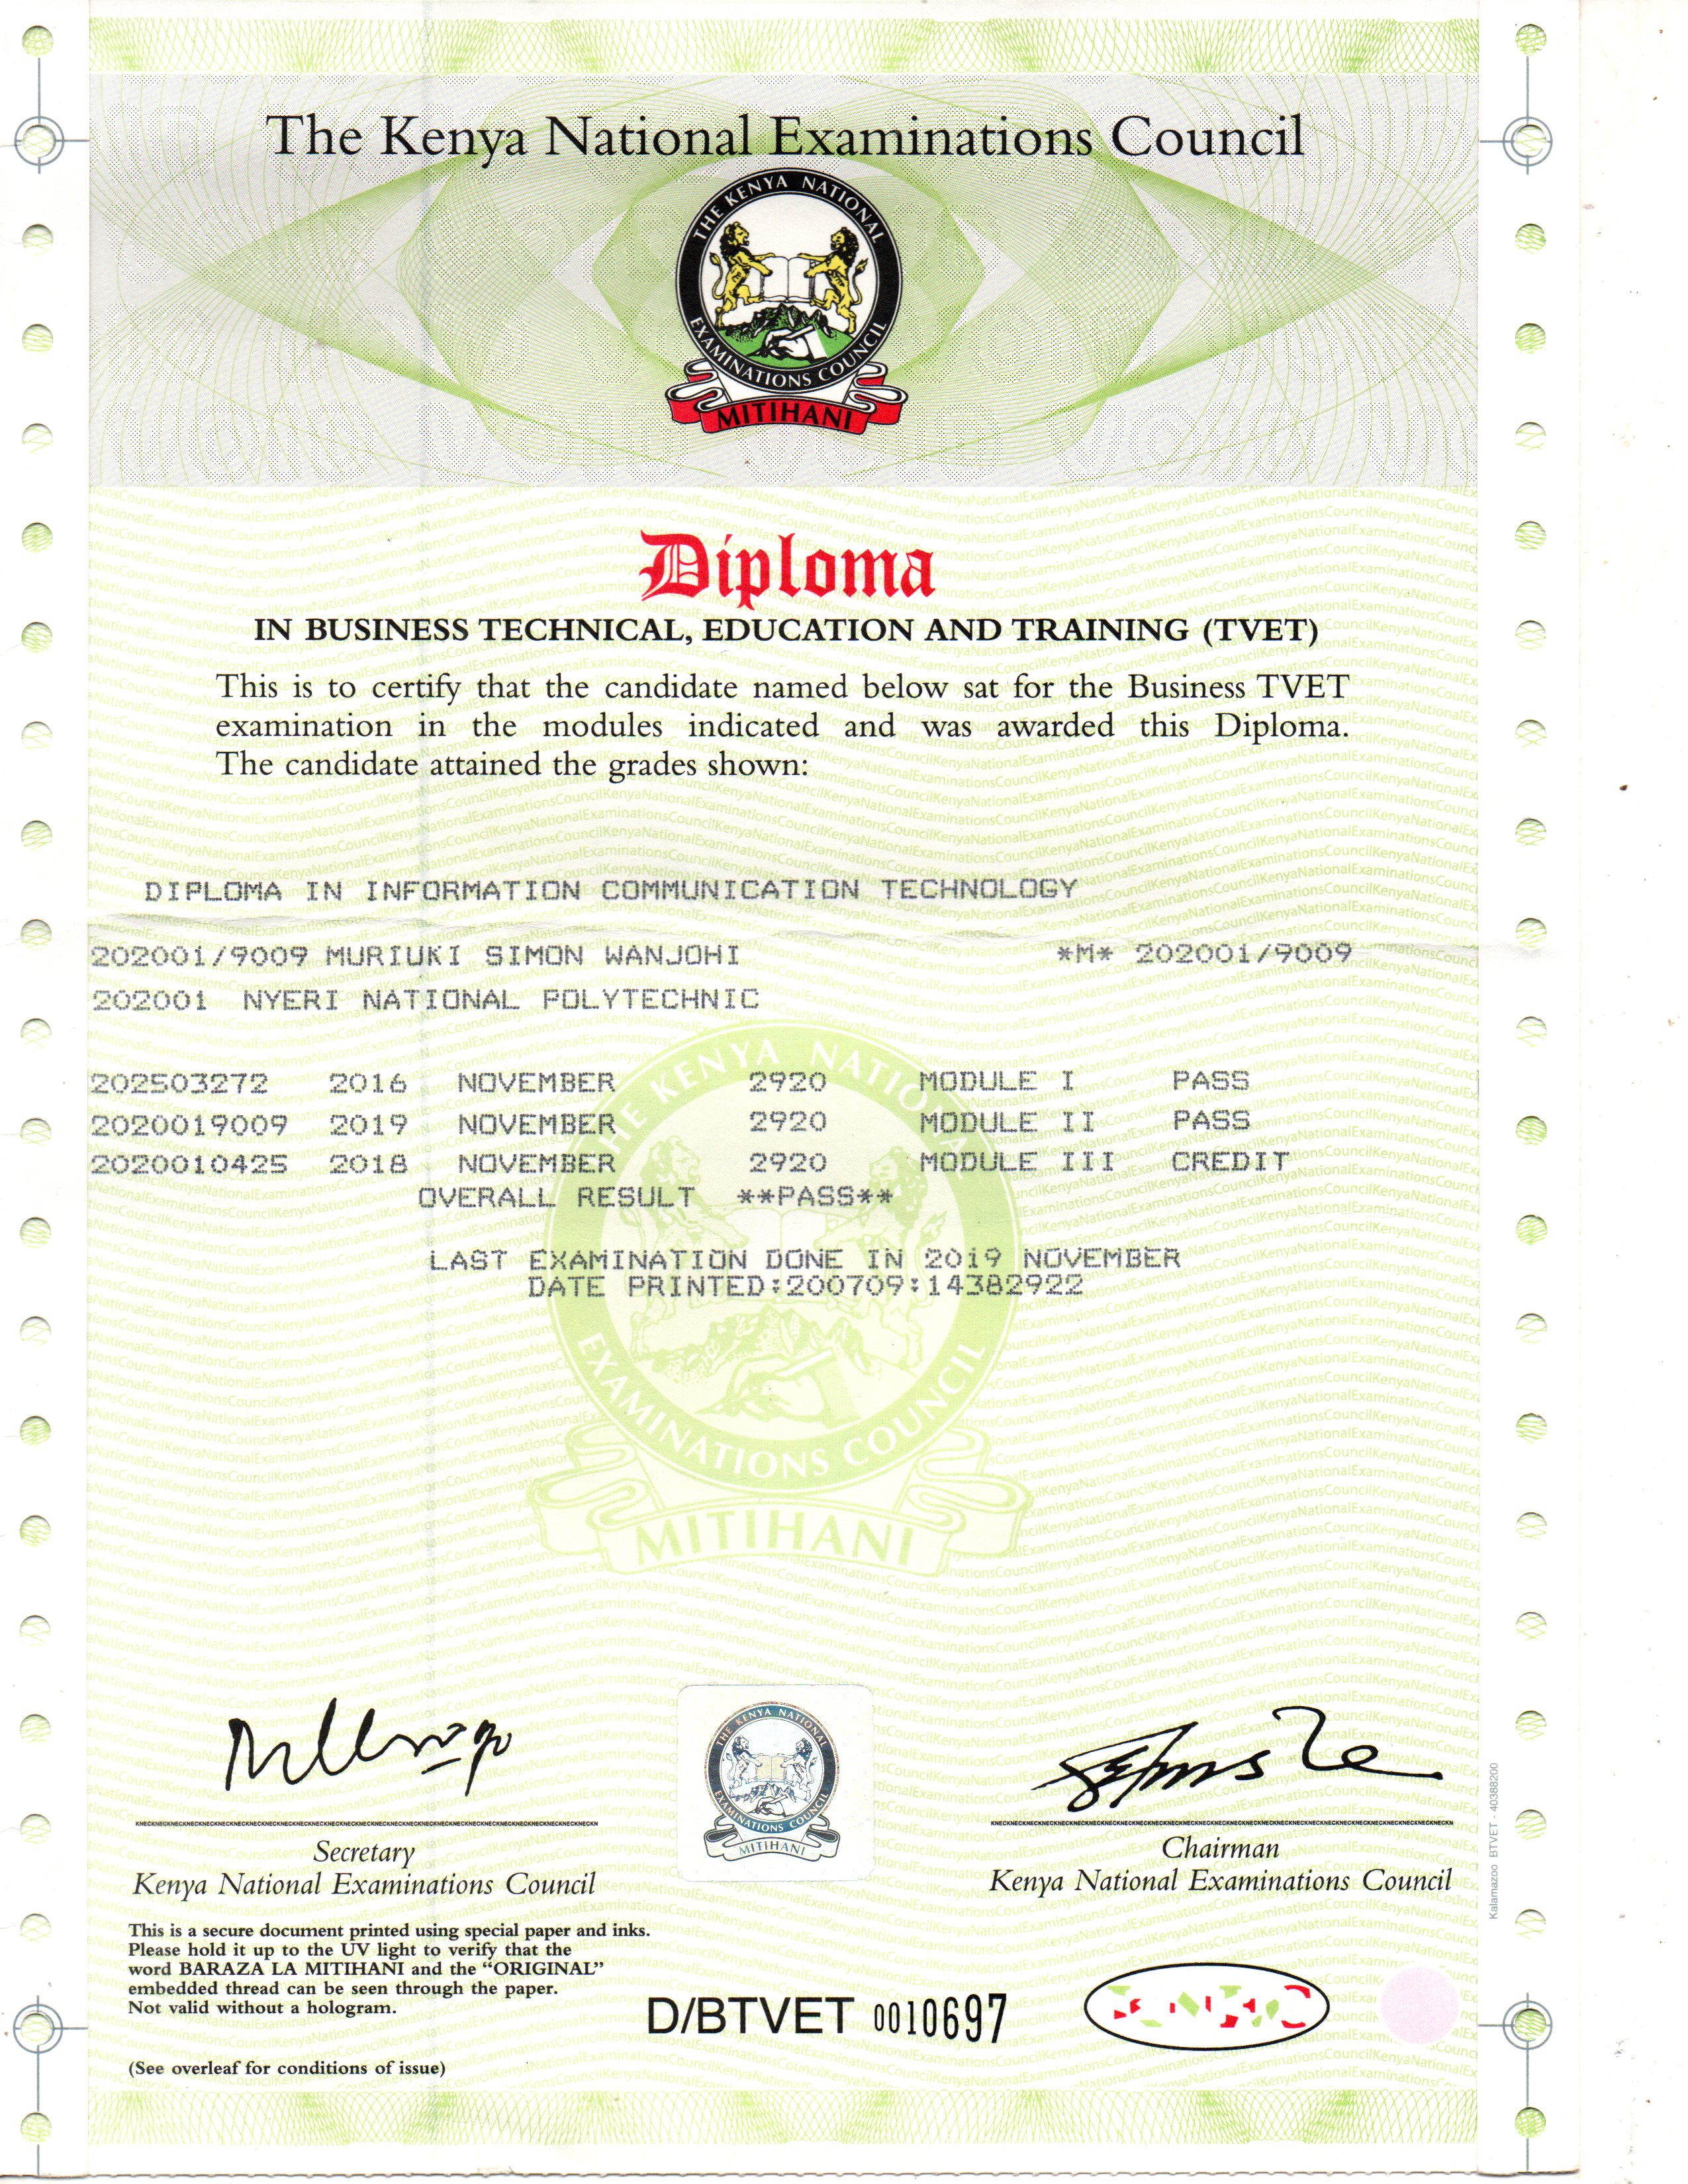 The Kenya National Examinations Council
THE KENYA NATIONAL
EXAMINATIONS COUNCIL
MITIHANI
Diploma
IN BUSINESS TECHNICAL, EDUCATION AND TRAINING (TVET)
This is to certify that the candidate named below sat for the Business TVET
examination in the modules indicated and was awarded this Diploma.
The candidate attained the grades shown:
DIPLOMA IN INFORMATION COMMUNICATION TECHNOLOGY
202001/9009 MURIUKI SIMON WANJOHI *M* 202001/9009
202001 NYERI NATIONAL POLYTECHNIC
202503272 2016 NOVEMBER 2920 MODULE I PASS
2020019009 2019 NOVEMBER 2920 MODULE II PASS
2020010425 2018 NOVEMBER 2920 MODULE III CREDIT
OVERALL RESULT **PASS**
LAST EXAMINATION DONE IN 2019 NOVEMBER
DATE PRINTED:200709:14382922
THE KENYA NATIONAL
EXAMINATIONS COUNCIL
MITIHANI
THE KENYA NATIONAL
EXAMINATIONS COUNCIL
MITIHANI
Secretary
Kenya National Examinations Council
Chairman
Kenya National Examinations Council
Kalamazoo BTVET - 40388200
This is a secure document printed using special paper and inks.
Please hold it up to the UV light to verify that the
word BARAZA LA MITIHANI and the “ORIGINAL”
embedded thread can be seen through the paper.
Not valid without a hologram.
D/BTVET 0010697
(See overleaf for conditions of issue)